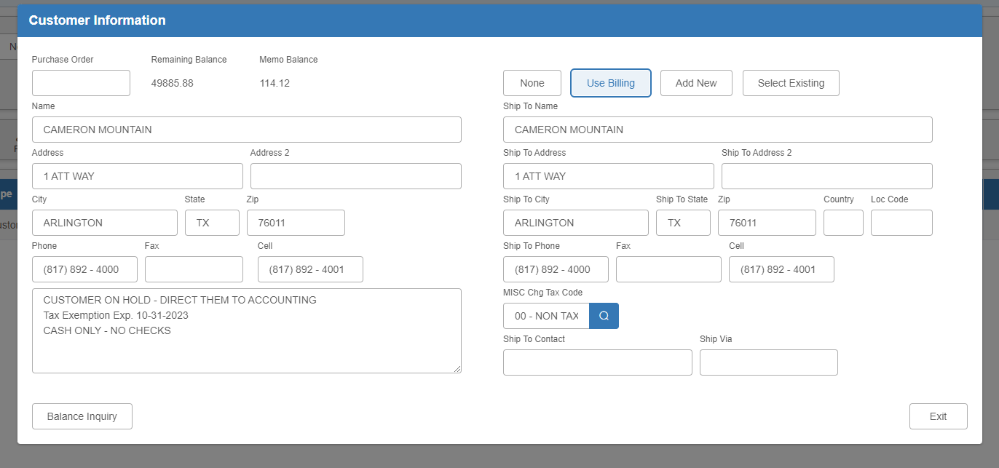 Customer Information
Purchase Order Remaining Balance Memo Balance
49885.88 114.12
None Use Billing Add New Select Existing
Name
CAMERON MOUNTAIN
Address Address 2
1 ATT WAY
City State Zip
ARLINGTON TX 76011
Phone Fax Cell
(817) 892 - 4000 (817) 892 - 4001
CUSTOMER ON HOLD - DIRECT THEM TO ACCOUNTING
Tax Exemption Exp. 10-31-2023
CASH ONLY - NO CHECKS
Ship To Name
CAMERON MOUNTAIN
Ship To Address Ship To Address 2
1 ATT WAY
Ship To City Ship To State Zip Country Loc Code
ARLINGTON TX 76011
Ship To Phone Fax Cell
(817) 892 - 4000 (817) 892 - 4001
MISC Chg Tax Code
00 - NON TAX
Ship To Contact Ship Via
Balance Inquiry Exit